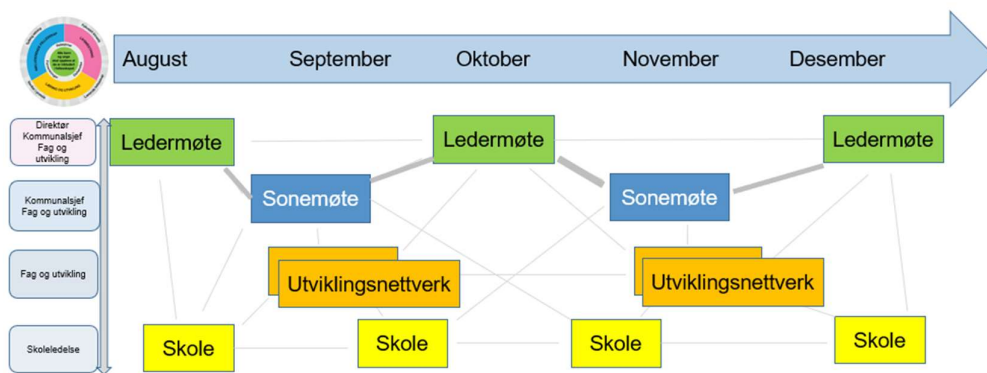 August
September
Oktober
November
Desember
Direktør
Kommunalsjef
Fag og
utvikling
Ledermøte
Ledermøte
Ledermøte
Kommunalsjef
Fag og utvikling
Sonemøte
Sonemøte
Fag og utvikling
Utviklingsnettverk
Utviklingsnettverk
Skoleledelse
Skole
Skole
Skole
Skole